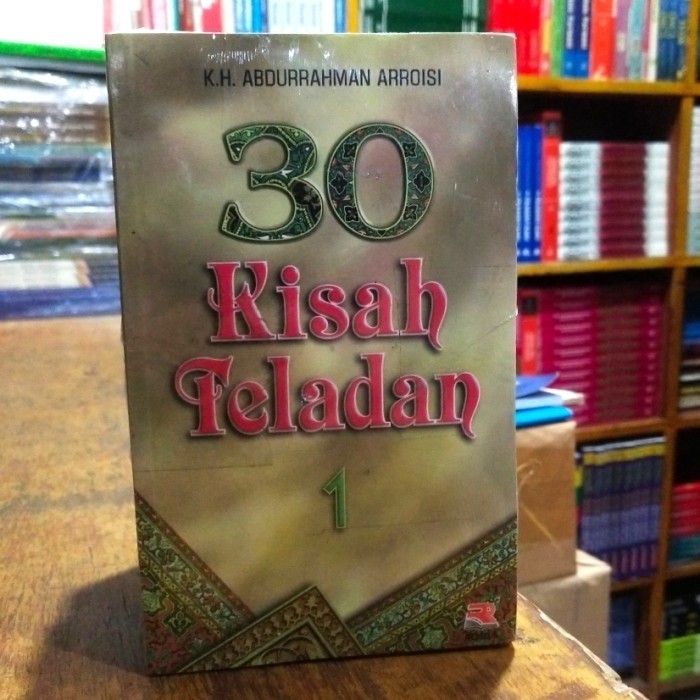 K.H. ABDURRAHMAN ARROISI
30
Kisah
Teladan
1